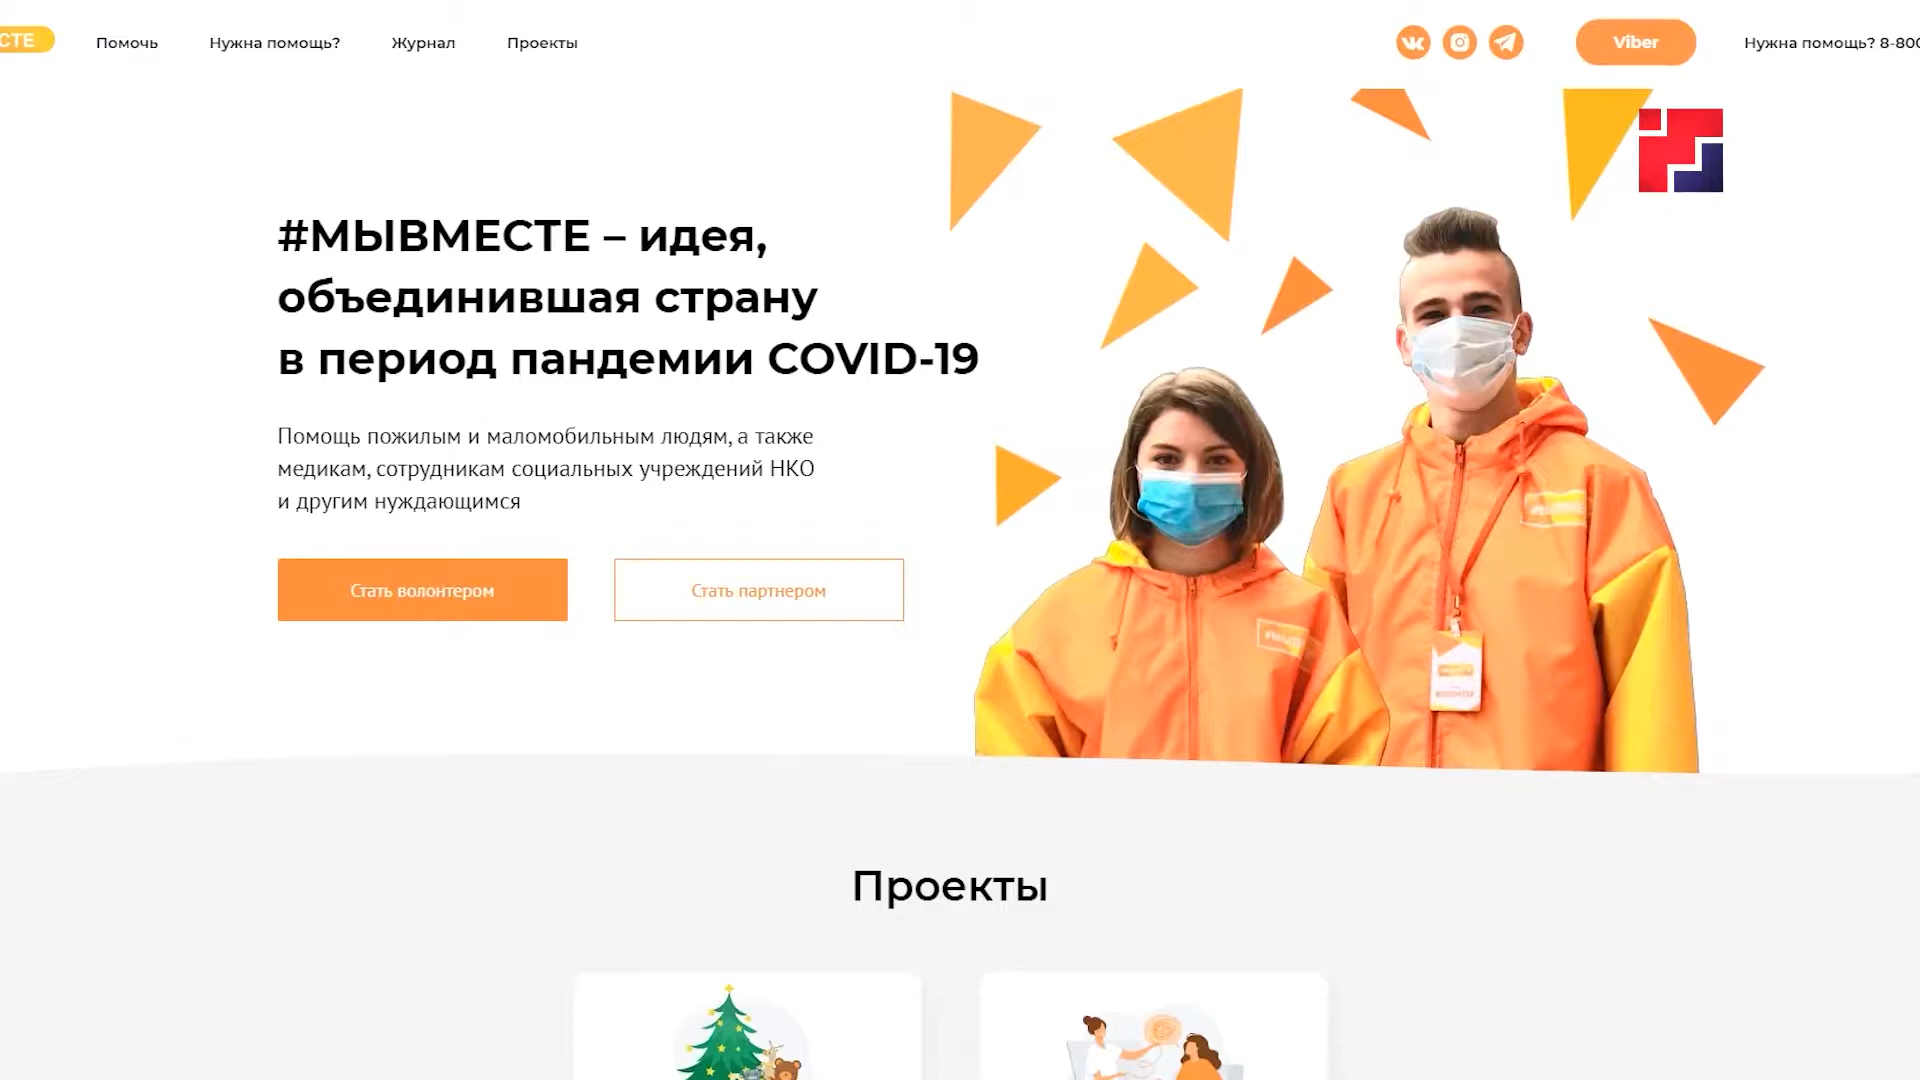 СТЕ
Помочь
Нужна помощь?
Журнал
Проекты
Viber
Нужна помощь? 8-800
#МЫВМЕСТЕ – идея,
объединившая страну
в период пандемии COVID-19
Помощь пожилым и маломобильным людям, а также
медикам, сотрудникам социальных учреждений НКО
и другим нуждающимся
Стать волонтером
Стать партнером
Проекты